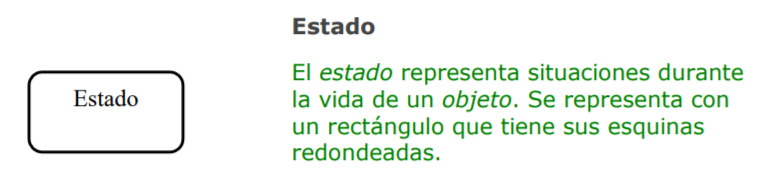 Estado
Estado
El estado representa situaciones durante
la vida de un objeto. Se representa con
un rectángulo que tiene sus esquinas
redondeadas.